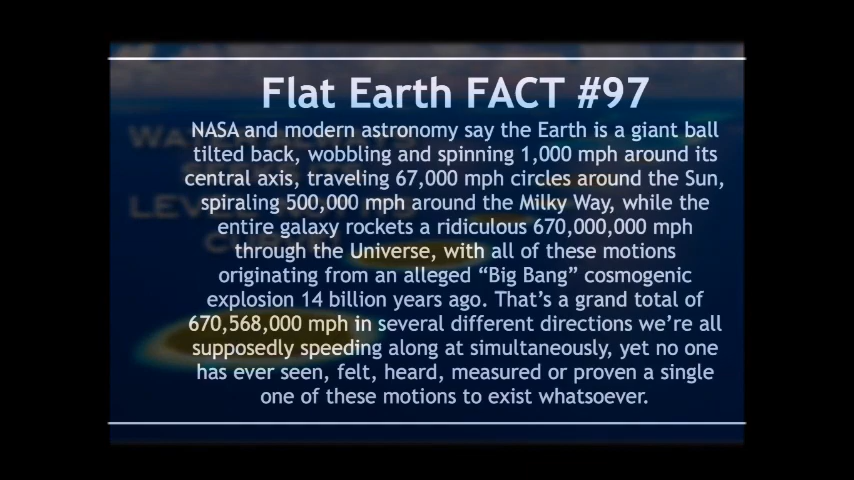 Flat Earth FACT #97
NASA and modern astronomy say the Earth is a giant ball
tilted back, wobbling and spinning 1,000 mph around its
central axis, traveling 67,000 mph circles around the Sun,
spiraling 500,000 mph around the Milky Way, while the
entire galaxy rockets a ridiculous 670,000,000 mph
through the Universe, with all of these motions
originating from an alleged “Big Bang” cosmogenic
explosion 14 billion years ago. That’s a grand total of
670,568,000 mph in several different directions we’re all
supposedly speeding along at simultaneously, yet no one
has ever seen, felt, heard, measured or proven a single
one of these motions to exist whatsoever.